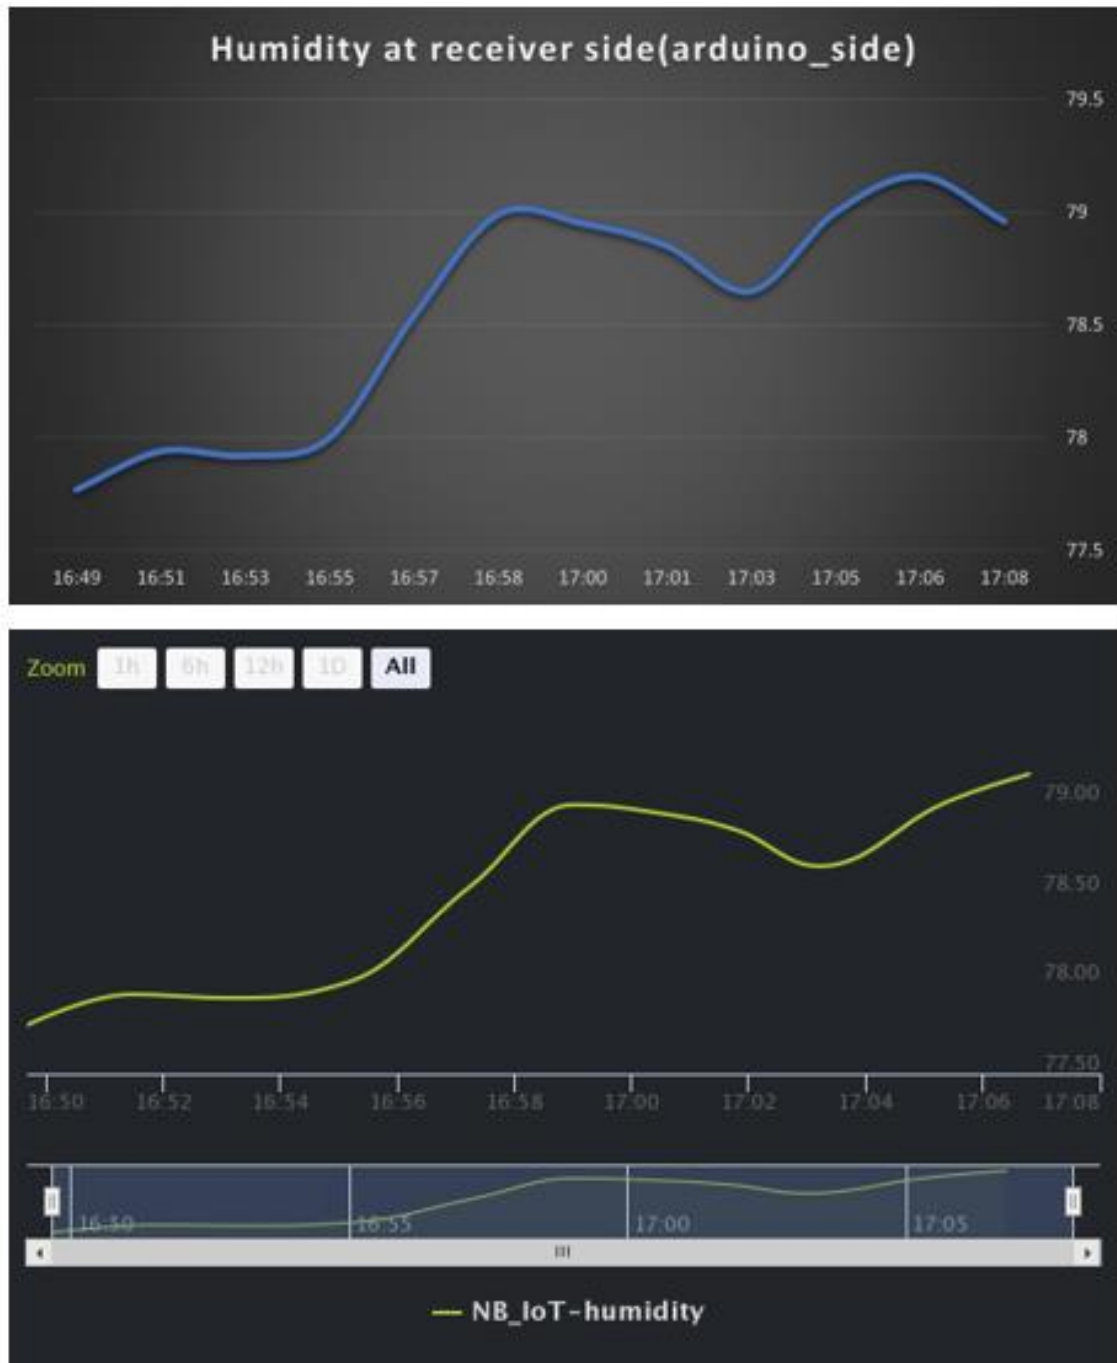 Humidity at receiver side(arduino_side)
79.5
79
78.5
78
77.5
16:49 16:51 16:53 16:55 16:57 16:58 17:00 17:01 17:03 17:05 17:06 17:08
Zoom 1h 6h 12h 1D All
79.00
78.50
78.00
77.50
16:50 16:52 16:54 16:56 16:58 17:00 17:02 17:04 17:06 17:08
16:50 16:55 17:00 17:05
NB_IoT-humidity